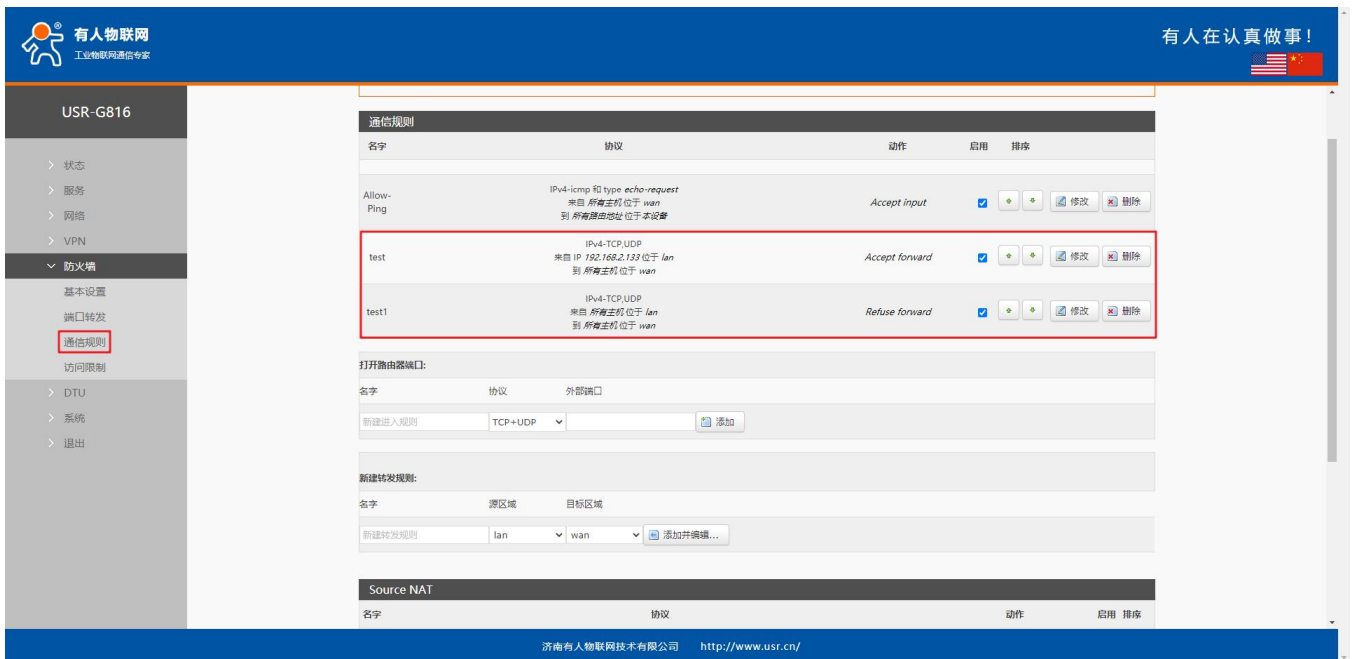 有人物联网
工业物联网通信专家
有人在认真做事!
USR-G816
状态
服务
网络
VPN
防火墙
基本设置
端口转发
通信规则
访问限制
DTU
系统
退出
通信规则
名字 协议 动作 启用 排序
Allow-Ping IPv4-icmp 和 type echo-request
来自 所有主机 位于 wan
到 所有路由地址 位于 本设备 Accept input 修改 删除
test IPv4-TCP,UDP
来自 IP 192.168.2.133 位于 lan
到 所有主机 位于 wan Accept forward 修改 删除
test1 IPv4-TCP,UDP
来自 所有主机 位于 lan
到 所有主机 位于 wan Refuse forward 修改 删除
打开路由器端口:
名字 协议 外部端口
新建进入规则 TCP+UDP 添加
新建转发规则:
名字 源区域 目标区域
新建转发规则 lan wan 添加并编辑...
Source NAT
名字 协议 动作 启用 排序
济南有人物联网技术有限公司 http://www.usr.cn/